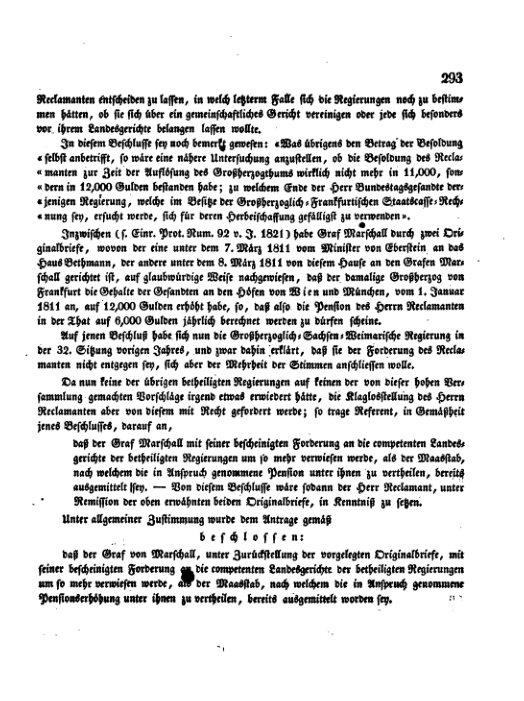 293
Reclamanten entscheiden zu lassen, in welch letzterm Falle sich die Regierungen noch zu bestim-
men hätten, ob sie sich über ein gemeinschaftliches Gericht vereinigen oder jede sich besonders
vor ihrem Landesgerichte belangen lassen wollte.
In diesem Beschlusse sey noch bemerkt gewesen: «Was übrigens den Betrag der Besoldung
«selbst anbetrifft, so wäre eine nähere Untersuchung anzustellen, ob die Besoldung des Recla-
«manten zur Zeit der Auflösung des Großherzogthums wirklich nicht mehr in 11,000, son-
«dern in 12,000 Gulden bestanden habe; zu welchem Ende der Herr Bundestagsgesandte der-
«jenigen Regierung, welche im Besitze der Großherzoglich-Frankfurtischen Staatscasse-Rech-
«nung sey, ersucht werde, sich für deren Herbeischaffung gefälligst zu verwenden».
Inzwischen (s. Einr. Prot. Num. 92 v. J. 1821) habe Graf Marschall durch zwei Ori-
ginalbriefe, wovon der eine unter dem 7. März 1811 vom Minister von Eberstein an das
Haus Bethmann, der andere unter dem 8. März 1811 von diesem Hause an den Grafen Mar-
schall gerichtet ist, auf glaubwürdige Weise nachgewiesen, daß der damalige Großherzog von
Frankfurt die Gehalte der Gesandten an den Höfen von Wien und München, vom 1. Januar
1811 an, auf 12,000 Gulden erhöht habe, so, daß also die Pension des Herrn Reclamanten
in der That auf 6,000 Gulden jährlich berechnet werden zu dürfen scheine.
Auf jenen Beschluß habe sich nun die Großherzoglich-Sachsen-Weimarische Regierung in
der 32. Sitzung vorigen Jahres, und zwar dahin erklärt, daß sie der Forderung des Recla-
manten nicht entgegen sey, sich aber der Mehrheit der Stimmen anschliessen wolle.
Da nun keine der übrigen betheiligten Regierungen auf keinen der von dieser hohen Ver-
sammlung gemachten Vorschläge irgend etwas erwiedert hätte, die Klaglosstellung des Herrn
Reclamanten aber von diesem mit Recht gefordert werde; so trage Referent, in Gemäßheit
jenes Beschlusses, darauf an,
daß der Graf Marschall mit seiner bescheinigten Forderung an die competenten Landes-
gerichte der betheiligten Regierungen um so mehr verwiesen werde, als der Maasstab,
nach welchem die in Anspruch genommene Pension unter ihnen zu vertheilen, bereits
ausgemittelt sey. — Von diesem Beschlusse wäre sodann der Herr Reclamant, unter
Remission der oben erwähnten beiden Originalbriefe, in Kenntniß zu setzen.
Unter allgemeiner Zustimmung wurde dem Antrage gemäß
beschlossen:
daß der Graf von Marschall, unter Zurückstellung der vorgelegten Originalbriefe, mit
seiner bescheinigten Forderung an die competenten Landesgerichte der betheiligten Regierungen
um so mehr verwiesen werde, als der Maasstab, nach welchem die in Anspruch genommene
Pensionserhöhung unter ihnen zu vertheilen, bereits ausgemittelt worden sey.